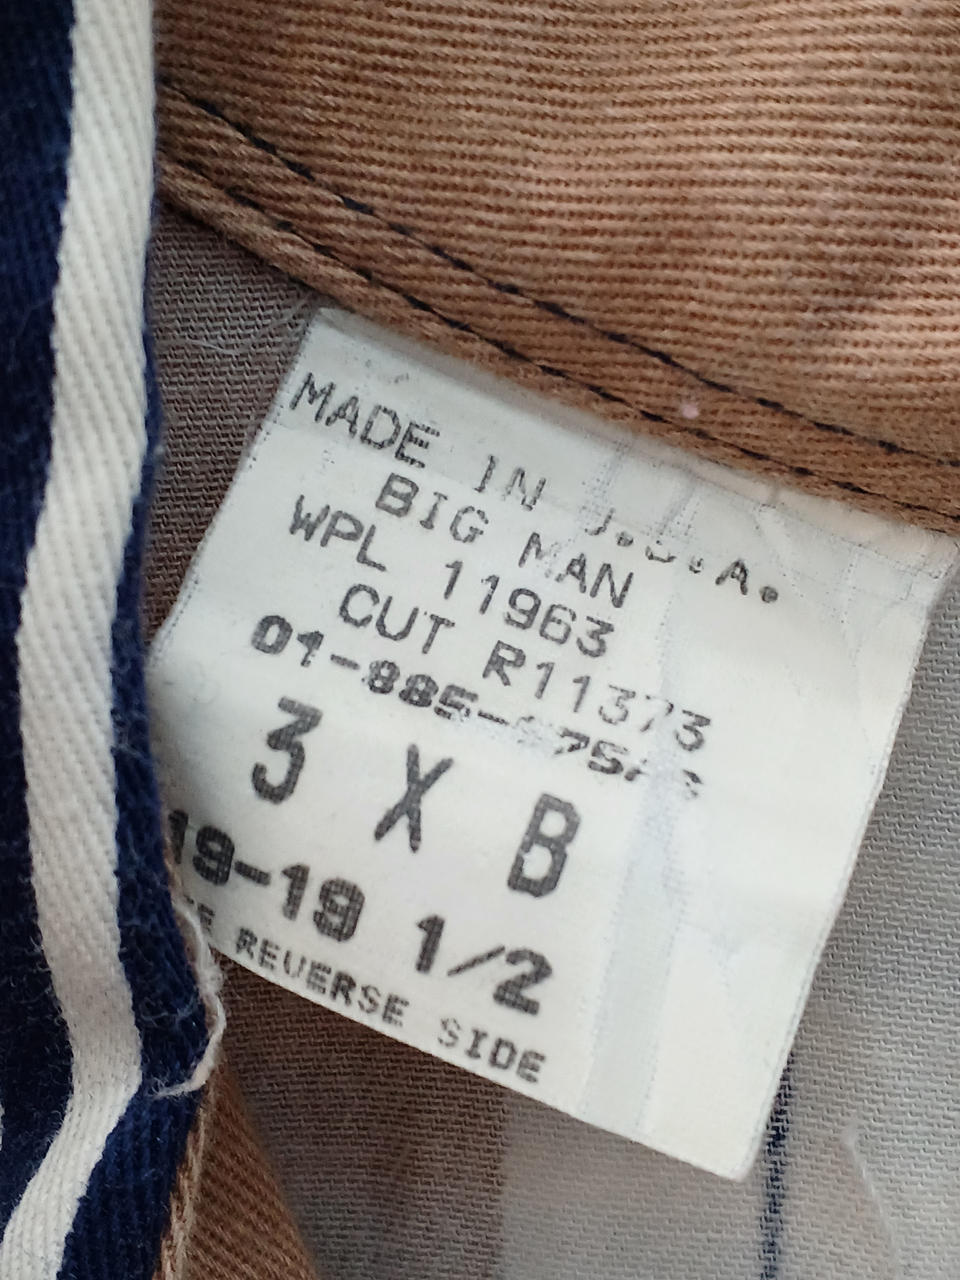 MADE IN U.S.A.
BIG MAN
WPL 11963
CUT R11373
3 X B
19-19 1/2
REVERSE SIDE